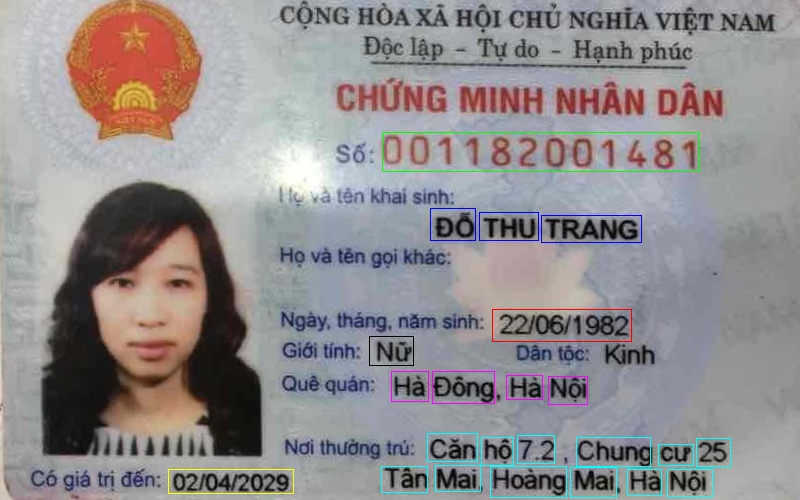 CỘNG HÒA XÃ HỘI CHỦ NGHĨA VIỆT NAM
Độc lập - Tự do - Hạnh phúc
CHỨNG MINH NHÂN DÂN
Số: 001182001481
Họ và tên khai sinh:
ĐỖ THU TRANG
Họ và tên gọi khác:
Ngày, tháng, năm sinh: 22/06/1982
Giới tính: Nữ Dân tộc: Kinh
Quê quán: Hà Đông, Hà Nội
Nơi thường trú: Căn hộ 7.2 , Chung cư 25
Tân Mai, Hoàng Mai, Hà Nội
Có giá trị đến: 02/04/2029